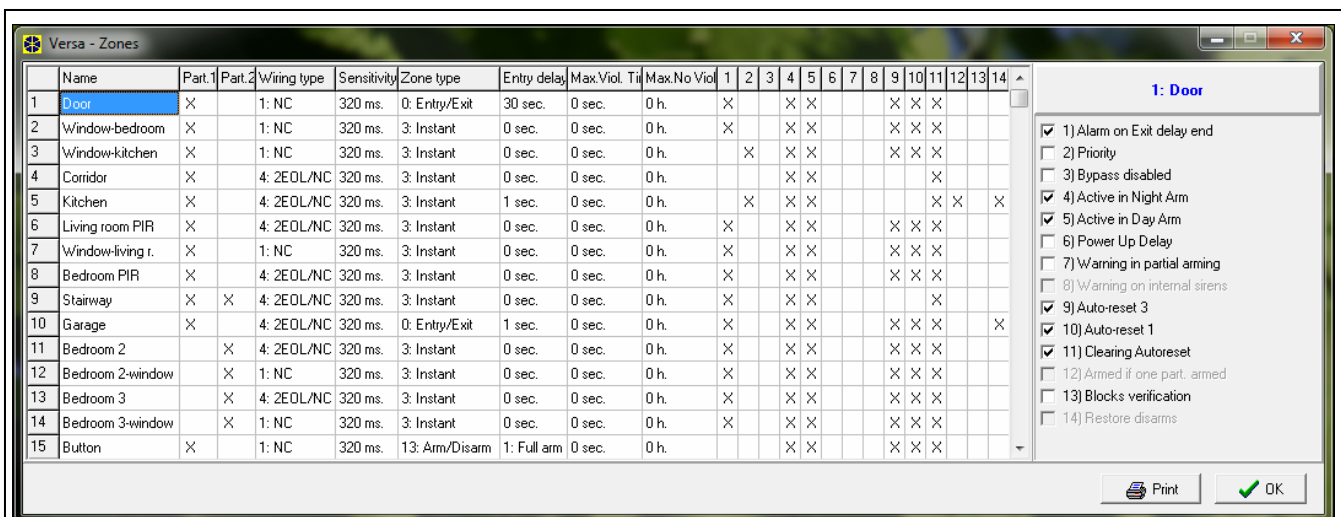 Versa - Zones
Name Part.1 Part.2 Wiring type Sensitivity Zone type Entry delay Max.Viol. Tir Max.No Viol 1 2 3 4 5 6 7 8 9 10 11 12 13 14
1 Door X 1: NC 320 ms. 0: Entry/Exit 30 sec. 0 sec. 0 h. X X X X X X
2 Window-bedroom X 1: NC 320 ms. 3: Instant 0 sec. 0 sec. 0 h. X X X X X X
3 Window-kitchen X 1: NC 320 ms. 3: Instant 0 sec. 0 sec. 0 h. X X X X X X
4 Corridor X 4: 2EOL/NC 320 ms. 3: Instant 0 sec. 0 sec. 0 h. X X X
5 Kitchen X 4: 2EOL/NC 320 ms. 3: Instant 1 sec. 0 sec. 0 h. X X X X X X
6 Living room PIR X 4: 2EOL/NC 320 ms. 3: Instant 0 sec. 0 sec. 0 h. X X X X X X
7 Window-living r. X 1: NC 320 ms. 3: Instant 0 sec. 0 sec. 0 h. X X X X X X
8 Bedroom PIR X 4: 2EOL/NC 320 ms. 3: Instant 0 sec. 0 sec. 0 h. X X X X X X
9 Stairway X X 4: 2EOL/NC 320 ms. 3: Instant 0 sec. 0 sec. 0 h. X X X X
10 Garage X 4: 2EOL/NC 320 ms. 0: Entry/Exit 1 sec. 0 sec. 0 h. X X X X X X X
11 Bedroom 2 X 4: 2EOL/NC 320 ms. 3: Instant 0 sec. 0 sec. 0 h. X X X X X X
12 Bedroom 2-window X 1: NC 320 ms. 3: Instant 0 sec. 0 sec. 0 h. X X X X X X
13 Bedroom 3 X 4: 2EOL/NC 320 ms. 3: Instant 0 sec. 0 sec. 0 h. X X X X X X
14 Bedroom 3-window X 1: NC 320 ms. 3: Instant 0 sec. 0 sec. 0 h. X X X X X X
15 Button X 1: NC 320 ms. 13: Arm/Disarm 1: Full arm 0 sec. 0 h. X X X X X
1: Door
1) Alarm on Exit delay end
2) Priority
3) Bypass disabled
4) Active in Night Arm
5) Active in Day Arm
6) Power Up Delay
7) Warning in partial arming
8) Warning on internal sirens
9) Auto-reset 3
10) Auto-reset 1
11) Clearing Autoreset
12) Armed if one part. armed
13) Blocks verification
14) Restore disarms
Print OK